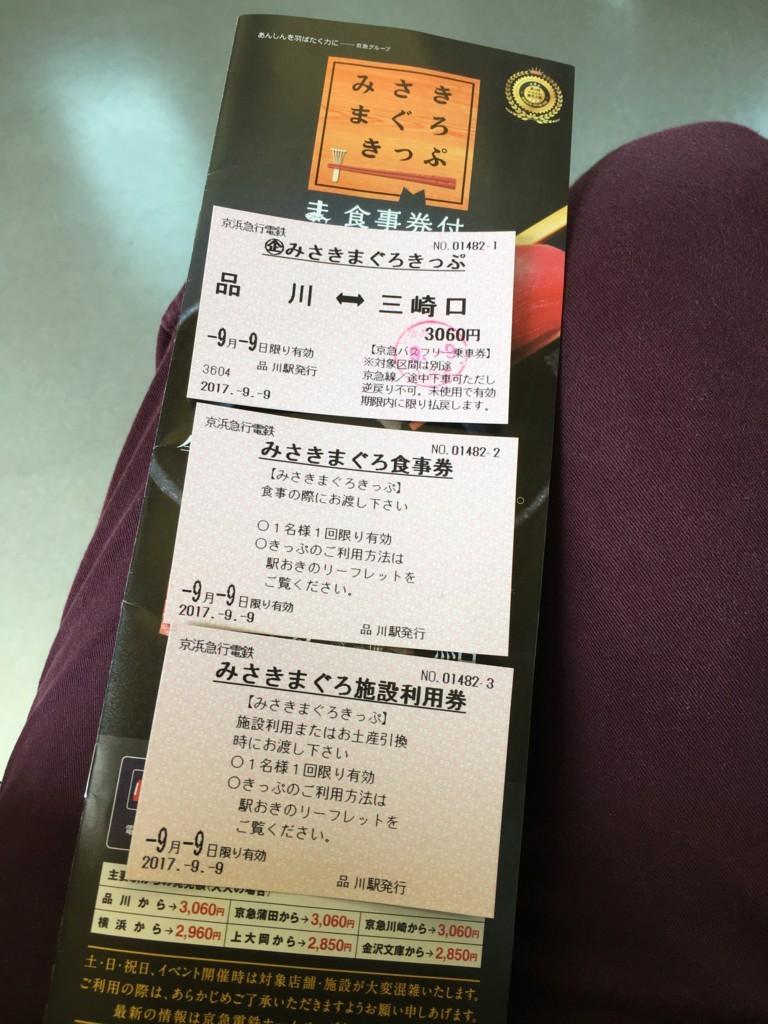 あんしんを羽ばたく力に 京急グループ
みさき
まぐろ
きっぷ
食事券付
京浜急行電鉄
NO.01482-1
㊭みさきまぐろきっぷ
品 川 ⬌ 三崎口
3060円
-9月-9日限り有効
【京急バスフリー乗車券】
※対象区間は別途
3604 品川駅発行
京急線/途中下車可ただし
2017.-9.-9
逆戻り不可。未使用で有効
期限内に限り払戻します。
京浜急行電鉄
NO.01482-2
みさきまぐろ食事券
【みさきまぐろきっぷ】
食事の際にお渡し下さい
○1名様1回限り有効
○きっぷのご利用方法は
駅おきのリーフレットを
ご覧ください。
-9月-9日限り有効
2017.-9.-9
品川駅発行
京浜急行電鉄
NO.01482-3
みさきまぐろ施設利用券
【みさきまぐろきっぷ】
施設利用またはお土産引換
時にお渡し下さい
○1名様1回限り有効
○きっぷのご利用方法は
駅おきのリーフレットを
ご覧ください。
-9月-9日限り有効
2017.-9.-9
品川駅発行
品川から→3,060円 京急蒲田から→3,060円 京急川崎から→3,060円
横浜から→2,960円 上大岡から→2,850円 金沢文庫から→2,850円
土・日・祝日、イベント開催時は対象店舗・施設が大変混雑いたします。
ご利用の際は、あらかじめご了承いただきますようお願い申しあげます。
最新の情報は京急電鉄ホーム